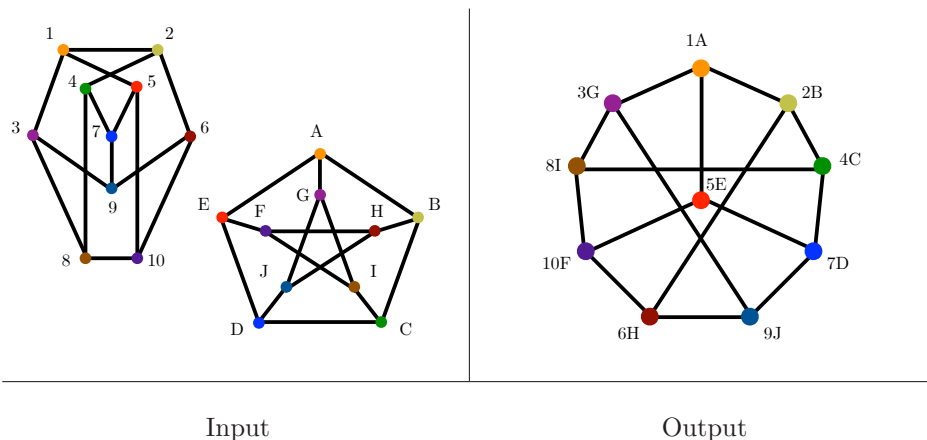 1 2
4 5
3 7 6
9
8 10
A
E F G H B
J I
D C
1A
3G 2B
8I 4C
5E
10F 7D
6H 9J
Input Output